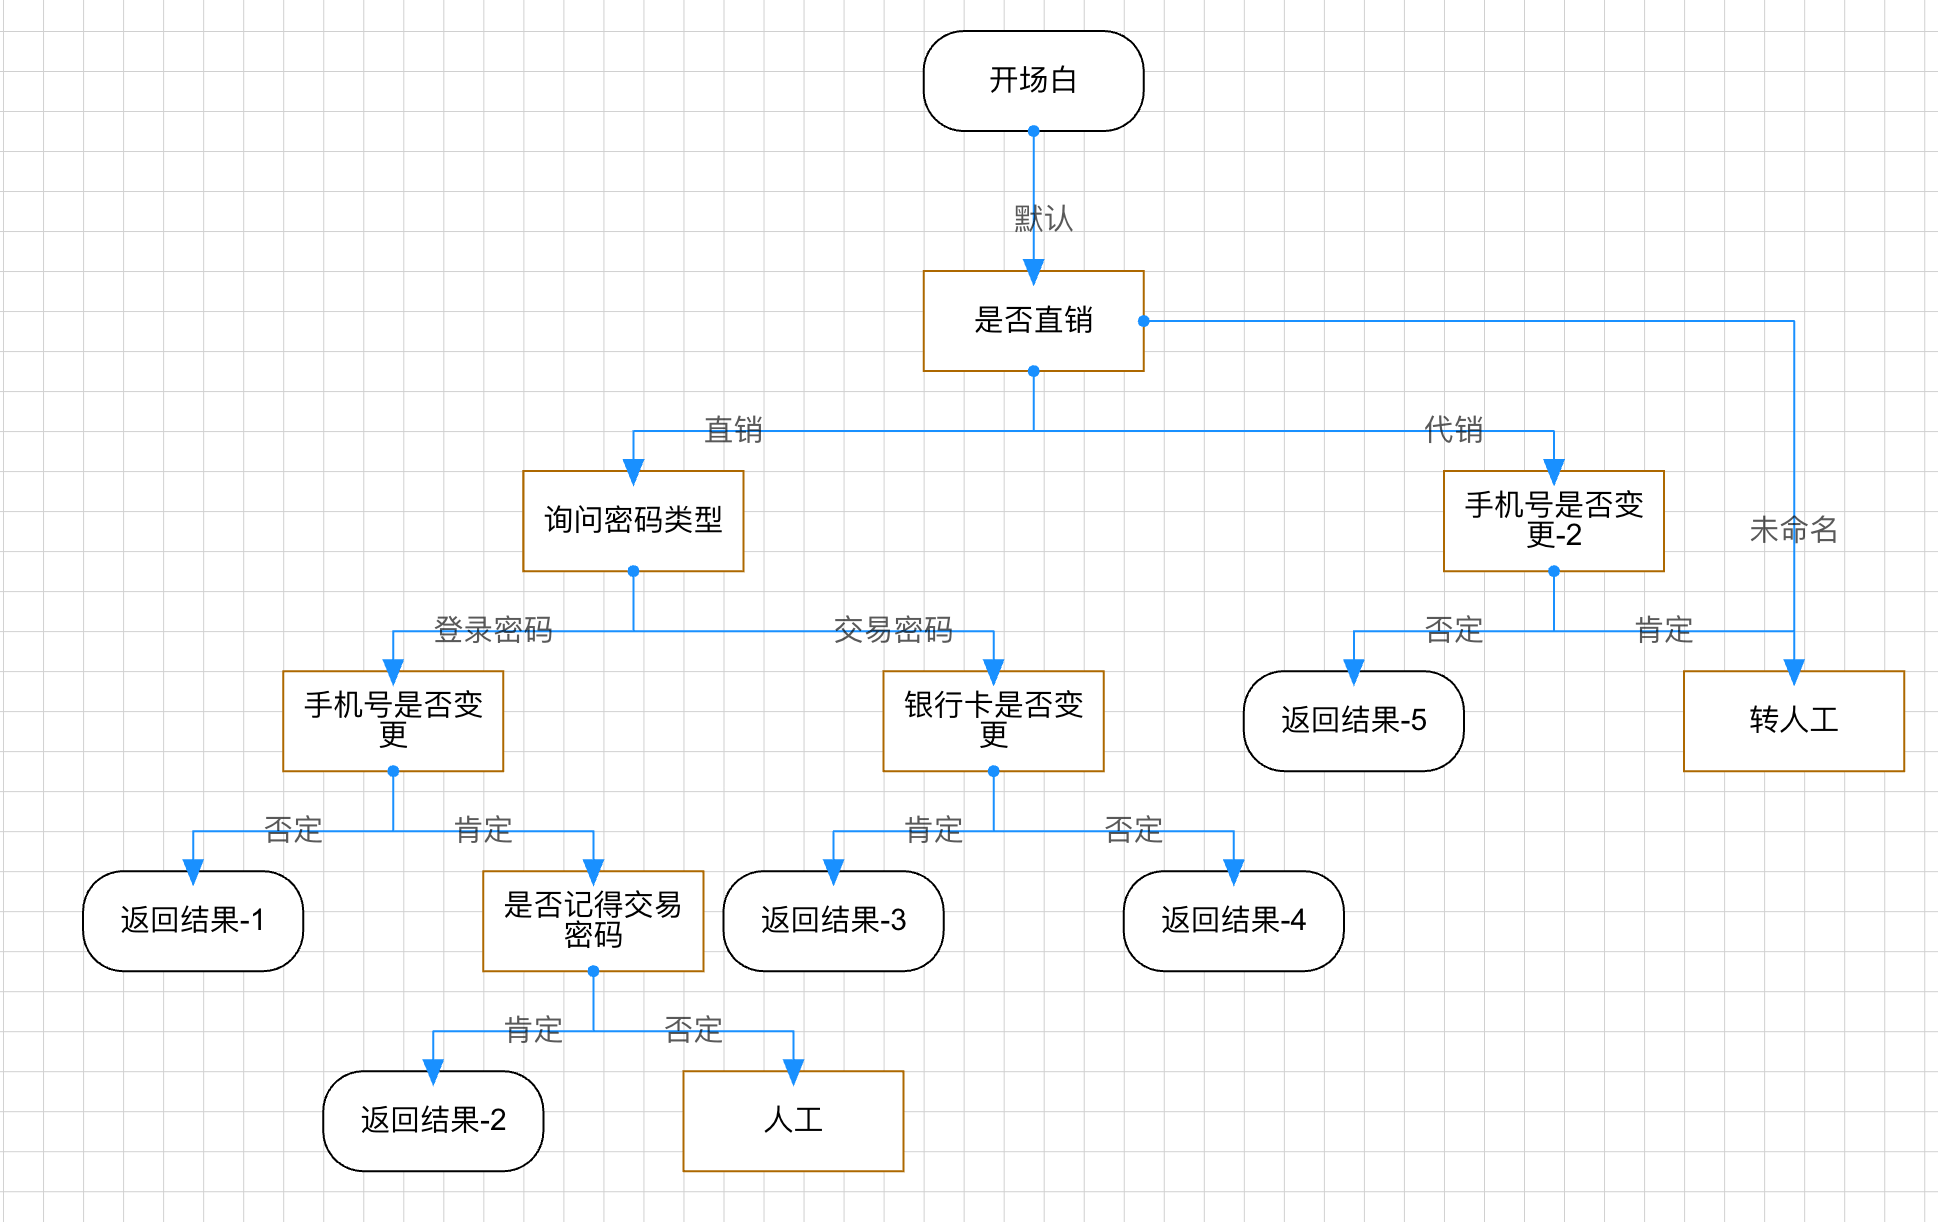 开场白
默认
是否直销
直销
代销
询问密码类型
手机号是否变
更-2
未命名
登录密码
交易密码
否定
肯定
手机号是否变
更
银行卡是否变
更
返回结果-5
转人工
否定
肯定
肯定
否定
返回结果-1
是否记得交易
密码
返回结果-3
返回结果-4
肯定
否定
返回结果-2
人工